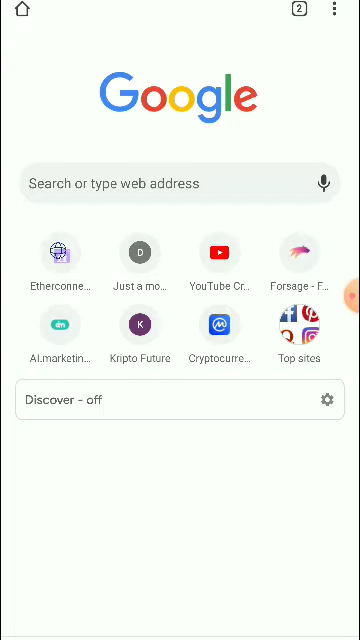 2
Google
Search or type web address
D
Etherconne...
Just a mo...
YouTube Cr...
Forsage - F...
dm
K
AI.marketin...
Kripto Future
Cryptocurre...
Top sites
Discover - off